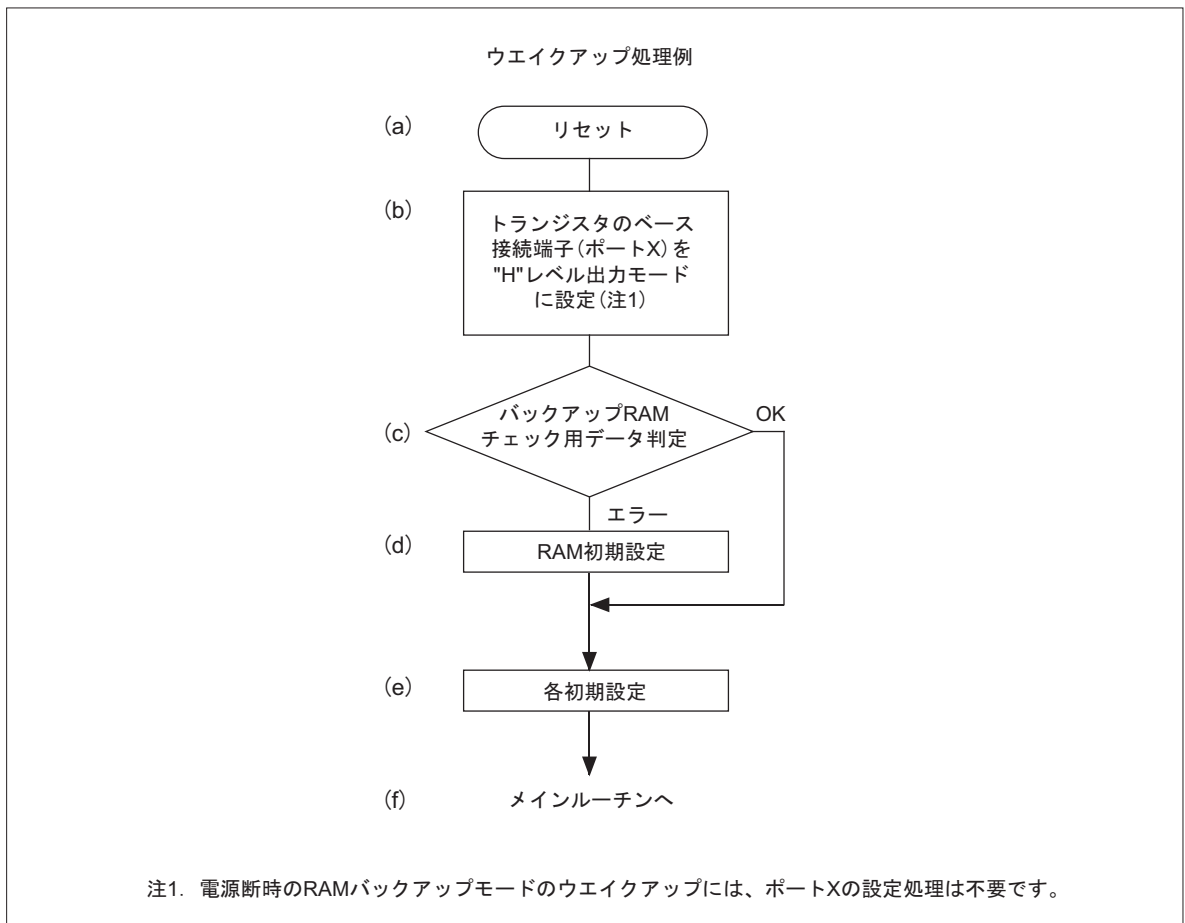 ウエイクアップ処理例
(a)
リセット
(b)
トランジスタのベース
接続端子(ポートX)を
"H"レベル出力モード
に設定(注1)
(c)
バックアップRAM
チェック用データ判定
OK
エラー
(d)
RAM初期設定
(e)
各初期設定
(f)
メインルーチンへ
注1. 電源断時のRAMバックアップモードのウエイクアップには、ポートXの設定処理は不要です。